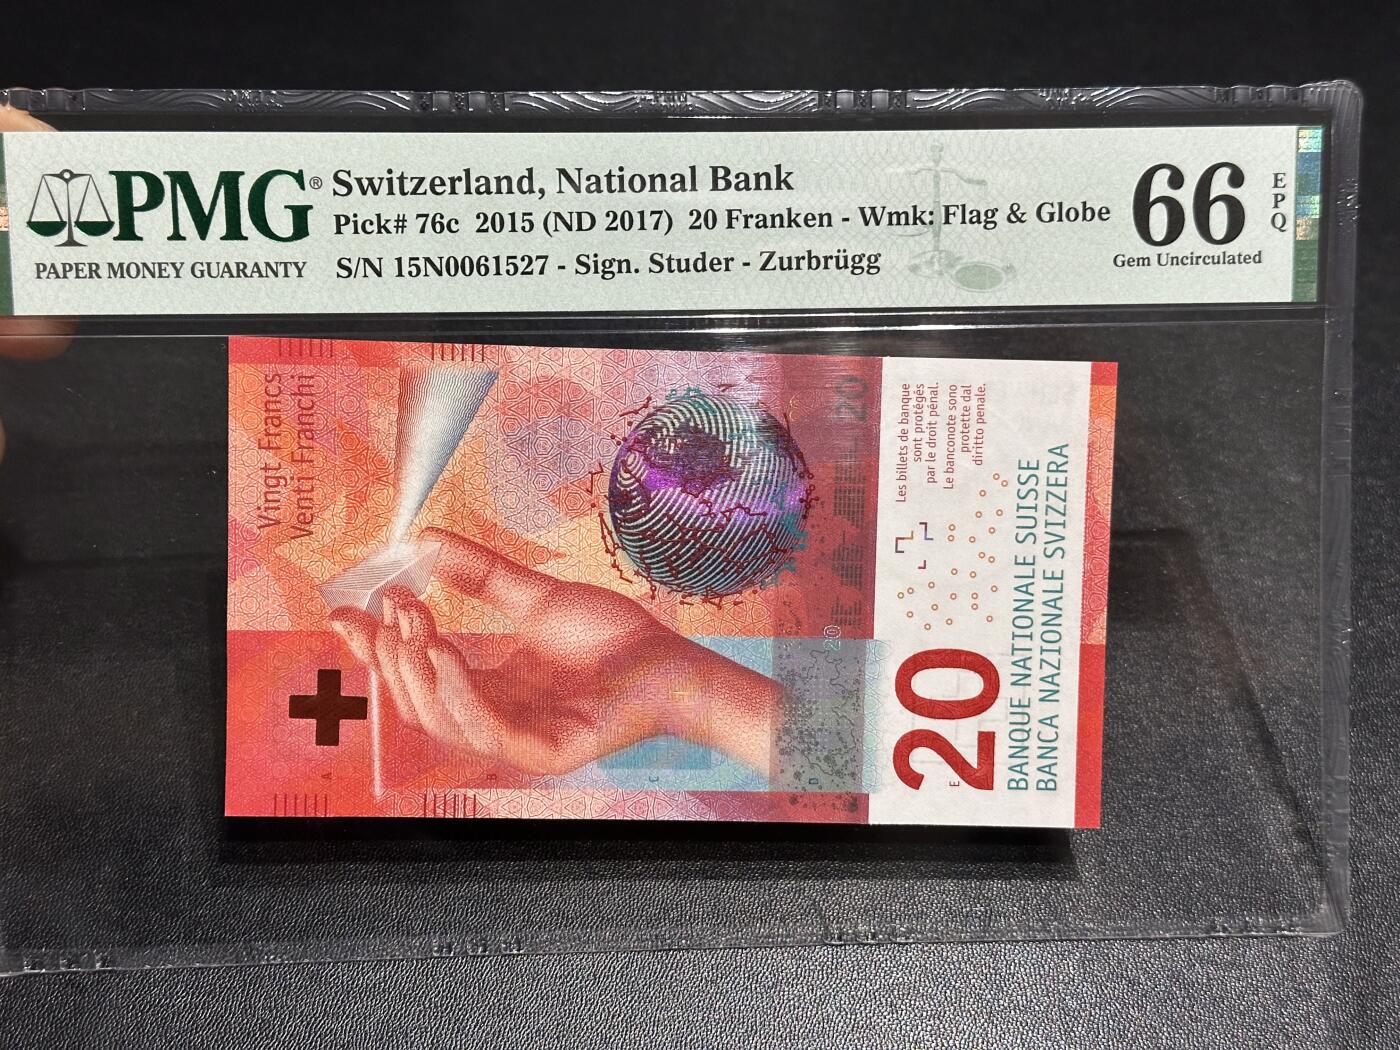 PMG®
PAPER MONEY GUARANTY
Switzerland, National Bank
Pick# 76c 2015 (ND 2017) 20 Franken - Wmk: Flag & Globe
S/N 15N0061527 - Sign. Studer - Zurbrügg
66
EPQ
Gem Uncirculated
Vingt Francs
Venti Franchi
20
20
Les billets de banque
sont protégés
par le droit pénal.
Le banconote sono
protette dal
diritto penale.
20
BANQUE NATIONALE SUISSE
BANCA NAZIONALE SVIZZERA
A
B
C
D
E